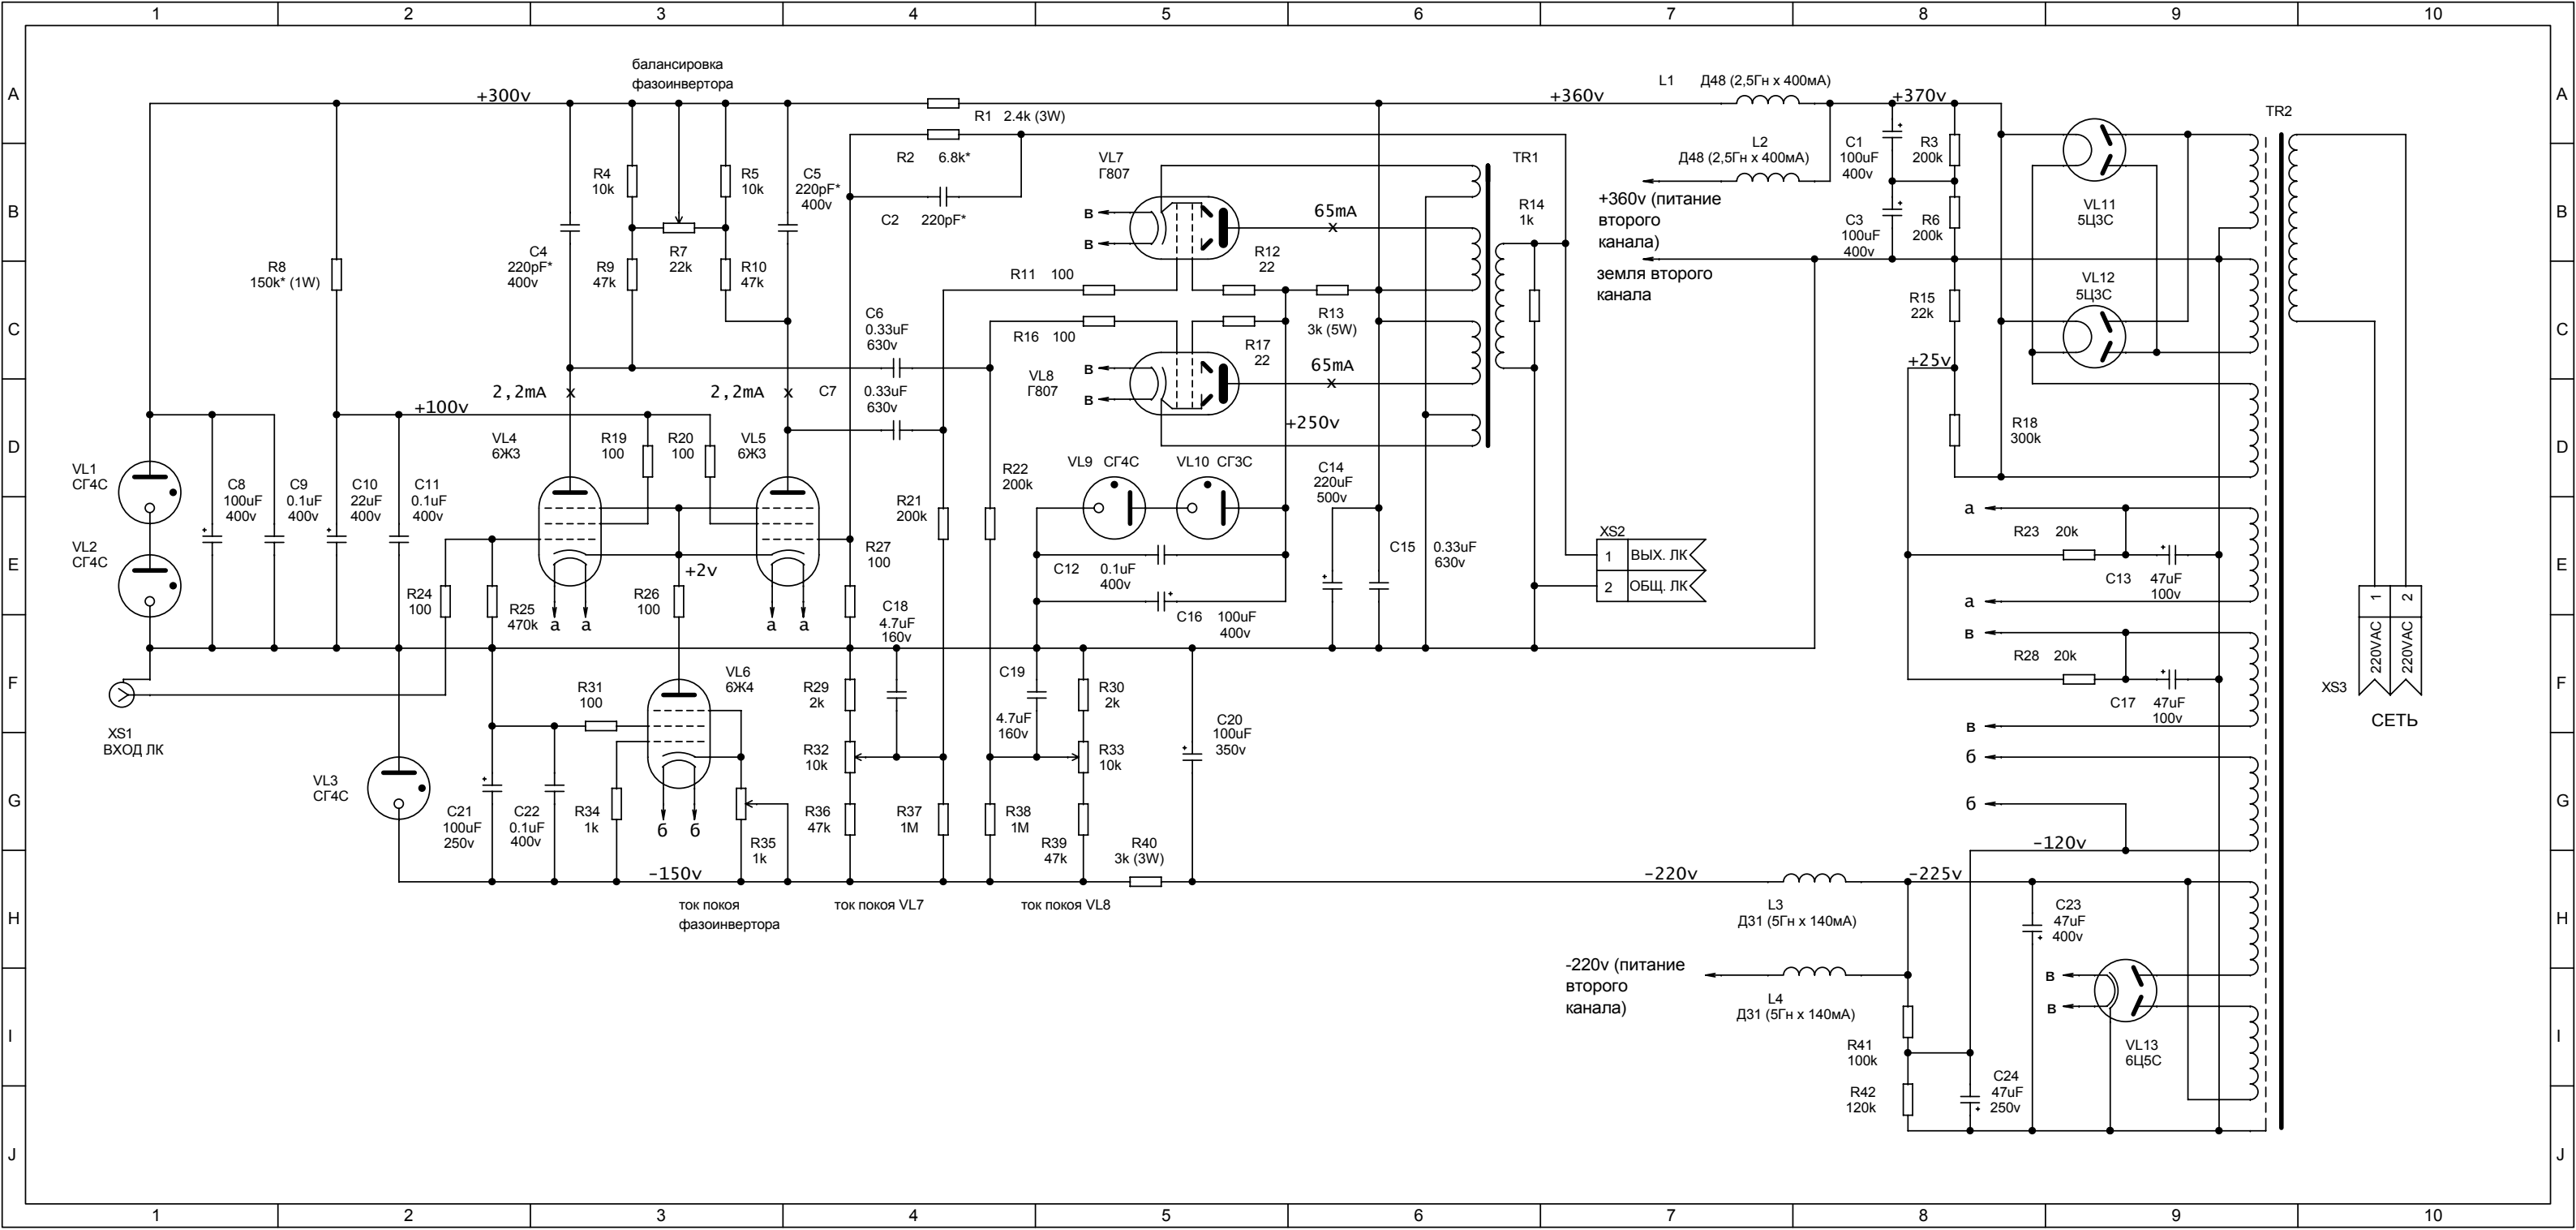 1 2 3 4 5 6 7 8 9 10
A
B
C
D
E
F
G
H
I
J
балансировка
фазоинвертора
+300v
R1 2.4k (3W)
R2 6.8k*
C2 220pF*
+360v
L1 Д48 (2,5Гн x 400мА)
L2
Д48 (2,5Гн x 400мА)
+360v (питание
второго
канала)
земля второго
канала
+370v
C1
100uF
400v
R3
200k
C3
100uF
400v
R6
200k
R15
22k
+25v
R18
300k
VL11
5Ц3С
VL12
5Ц3С
TR2
R4
10k
R5
10k
C5
220pF*
400v
C4
220pF*
400v
R7
22k
R9
47k
R10
47k
R8
150k* (1W)
VL7
Г807
в
в
65mA
x
R12
22
R11 100
R13
3k (5W)
R16 100
R17
22
VL8
Г807
в
в
65mA
x
+250v
TR1
R14
1k
C6
0.33uF
630v
C7 0.33uF
630v
2,2mA x
2,2mA x
+100v
VL4
6Ж3
R19
100
R20
100
VL5
6Ж3
VL1
СГ4С
VL2
СГ4С
C8
100uF
400v
C9
0.1uF
400v
C10
22uF
400v
C11
0.1uF
400v
R21
200k
R22
200k
VL9 СГ4С
VL10 СГ3С
C14
220uF
500v
C15 0.33uF
630v
C12 0.1uF
400v
C16 100uF
400v
XS2
1 ВЫХ. ЛК
2 ОБЩ. ЛК
R24
100
R25
470k
а а
+2v
R26
100
а а
R27
100
C18
4.7uF
160v
а
R23 20k
C13 47uF
100v
а
в
R28 20k
C17 47uF
100v
в
б
б
-120v
1 2
220VAC 220VAC
XS3
СЕТЬ
XS1
ВХОД ЛК
VL3
СГ4С
R31
100
VL6
6Ж4
C21
100uF
250v
C22
0.1uF
400v
R34
1k
б б
R35
1k
R29
2k
R32
10k
R36
47k
R37
1M
C19
4.7uF
160v
R30
2k
R33
10k
R38
1M
R39
47k
C20
100uF
350v
R40
3k (3W)
-150v
ток покоя
фазоинвертора
ток покоя VL7
ток покоя VL8
-220v
-225v
L3
Д31 (5Гн x 140мА)
-220v (питание
второго
канала)
L4
Д31 (5Гн x 140мА)
C23
47uF
400v
в
в
VL13
6Ц5С
R41
100k
R42
120k
C24
47uF
250v
A
B
C
D
E
F
G
H
I
J
1 2 3 4 5 6 7 8 9 10